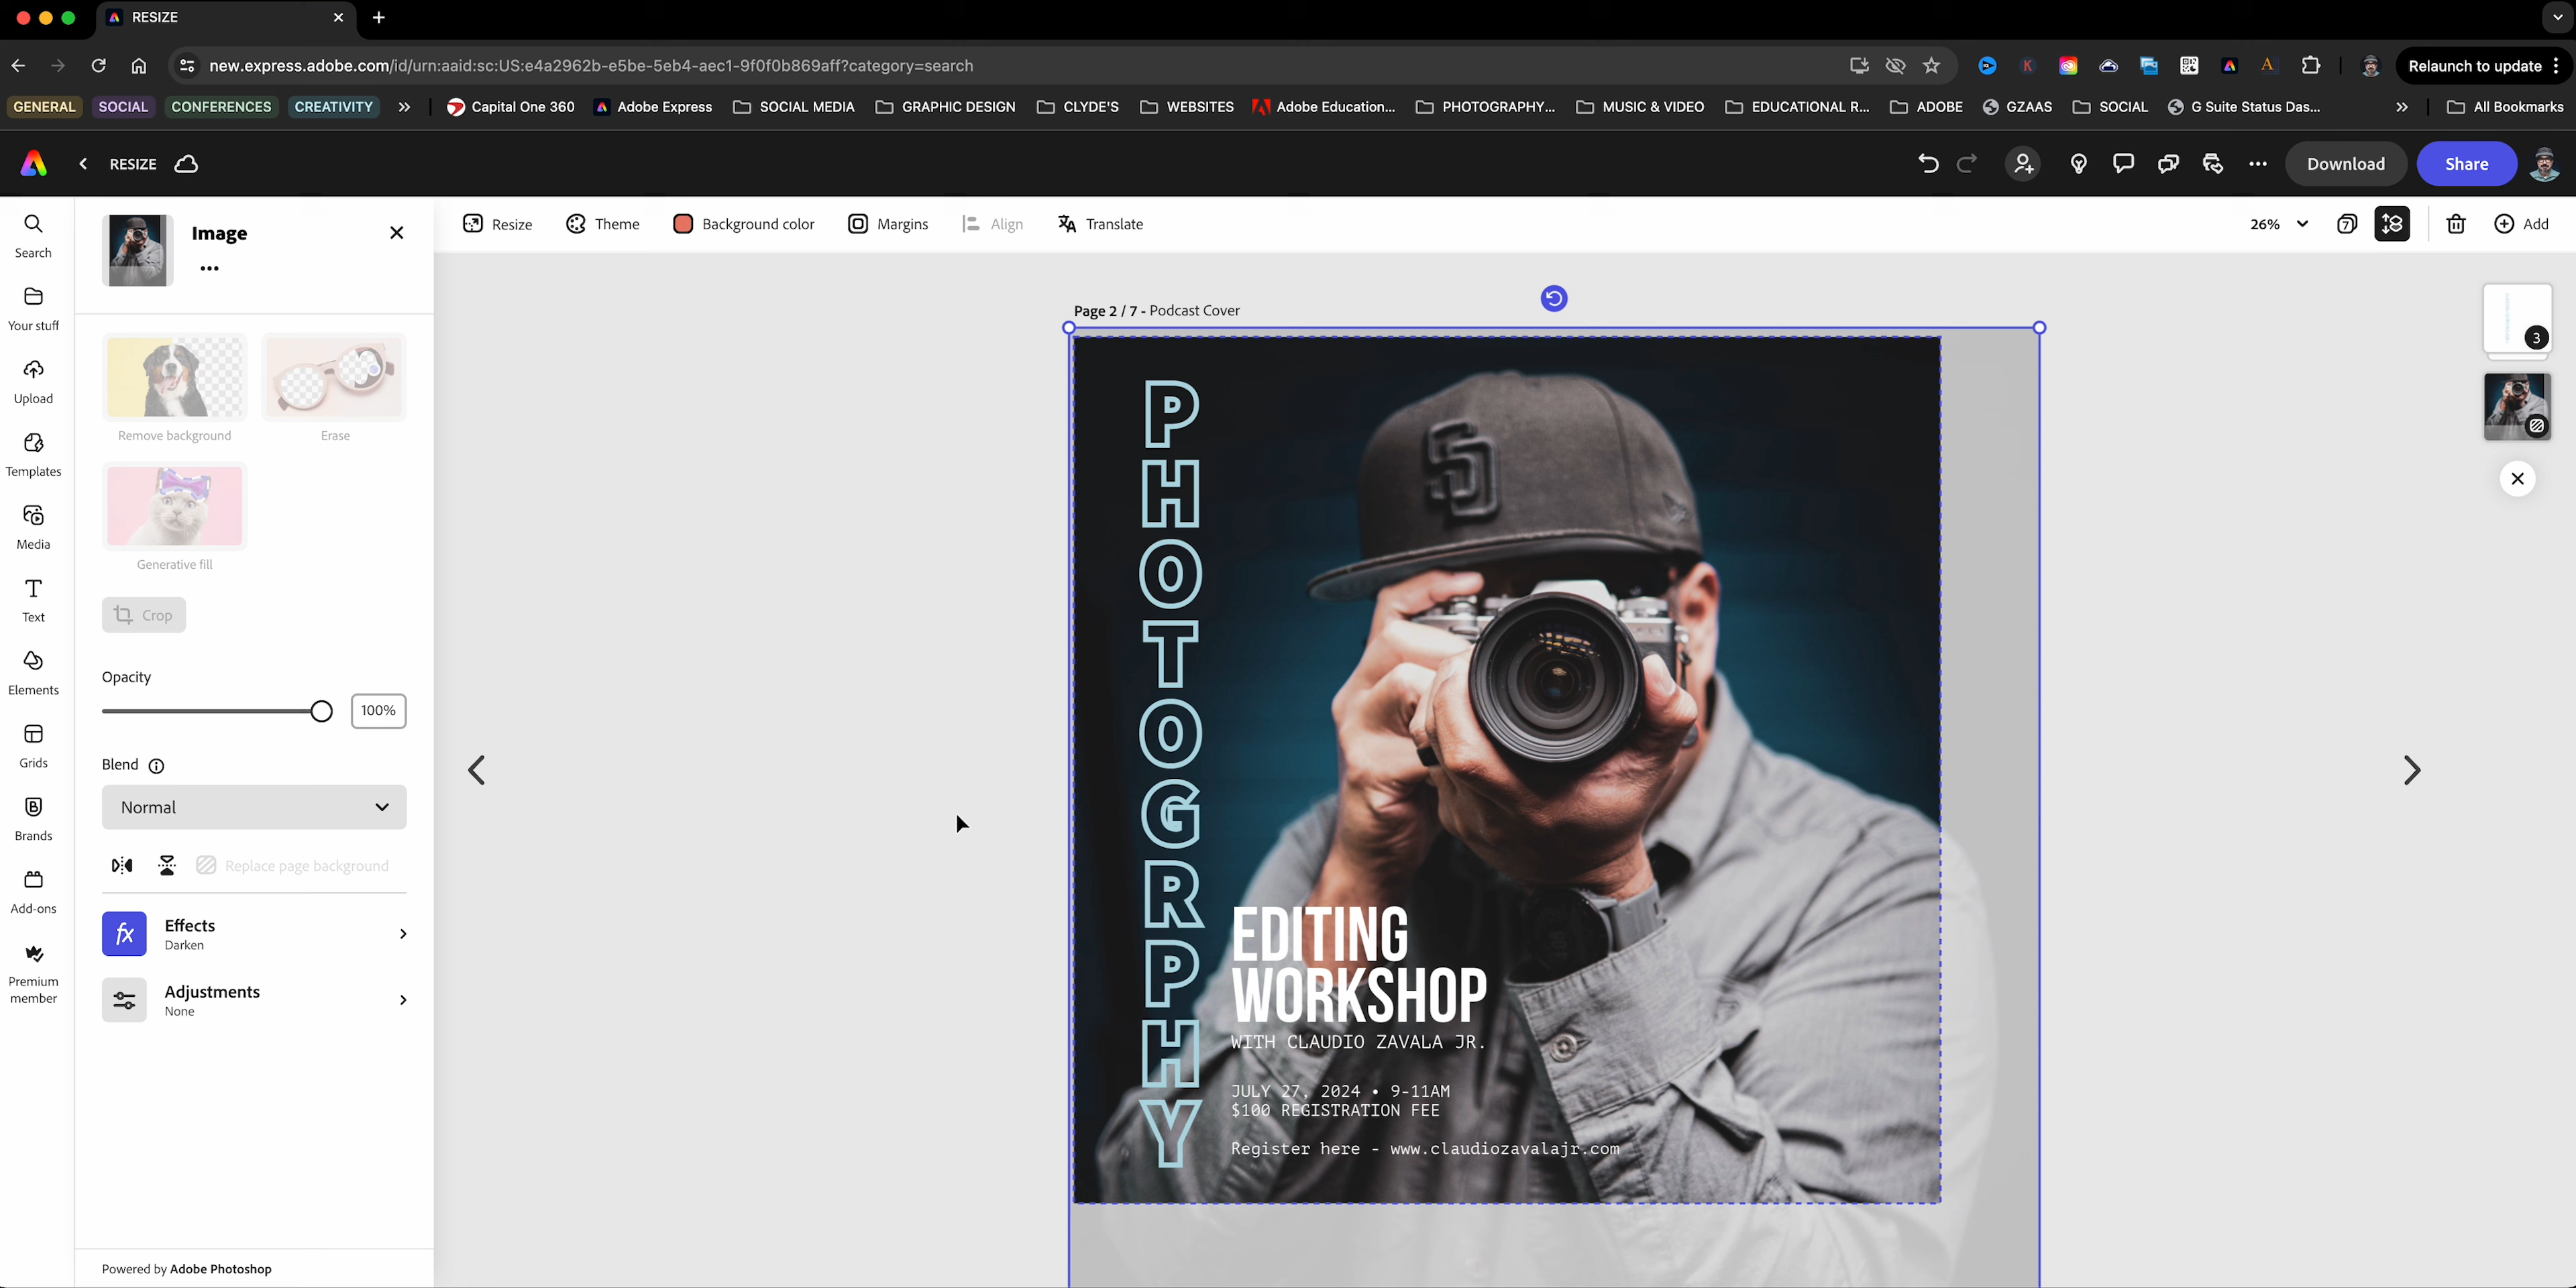 RESIZE
new.express.adobe.com/id/urn:aaid:sc:US:e4a2962b-e5be-5eb4-aec1-9f0f0b869aff?category=search
Relaunch to update
GENERAL SOCIAL CONFERENCES CREATIVITY Capital One 360 Adobe Express SOCIAL MEDIA GRAPHIC DESIGN CLYDE'S WEBSITES Adobe Education... PHOTOGRAPHY... MUSIC & VIDEO EDUCATIONAL R... ADOBE GZAAS SOCIAL G Suite Status Das... All Bookmarks
RESIZE Download Share
Resize Theme Background color Margins Align Translate 26% 7 Add
Search
Your stuff
Upload
Templates
Media
Text
Elements
Grids
Brands
Add-ons
Premium
member
Image
Remove background Erase
Generative fill
Crop
Opacity
100%
Blend
Normal
Replace page background
fx Effects
Darken
Adjustments
None
Powered by Adobe Photoshop
Page 2 / 7 - Podcast Cover
PHOTOGRPHY
SD
EDITING
WORKSHOP
WITH CLAUDIO ZAVALA JR.
JULY 27, 2024 • 9-11AM
$100 REGISTRATION FEE
Register here - www.claudiozavalajr.com
3